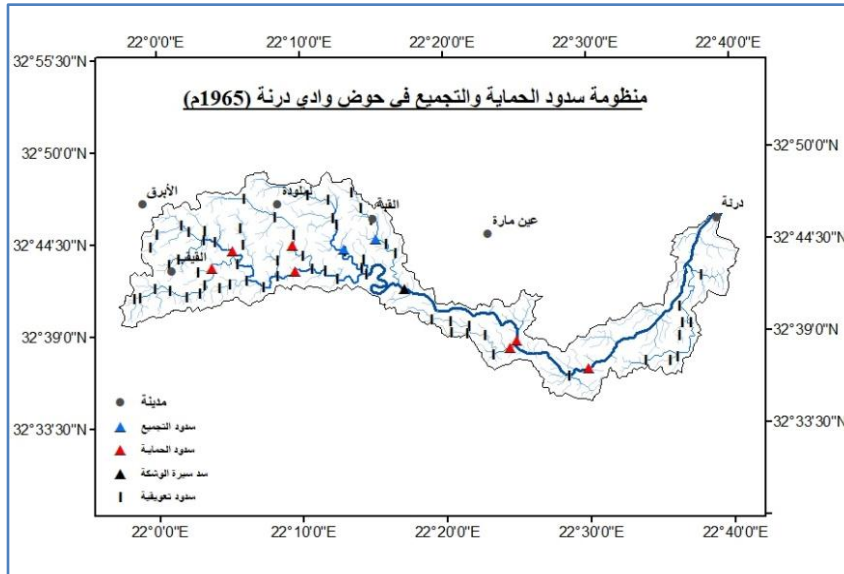 22°0'0"E 22°10'0"E 22°20'0"E 22°30'0"E 22°40'0"E
32°55'30"N
منظومة سدود الحماية والتجميع في حوض وادي درنة (1965م)
32°50'0"N
32°50'0"N
الأبرق
لملودة
القبة
عين مارة
درنة
32°44'30"N
32°44'30"N
القيقب
32°39'0"N
32°39'0"N
مدينة
سدود التجميع
32°33'30"N
32°33'30"N
سدود الحماية
سد سيرة الوشكة
سدود تعويقية
22°0'0"E 22°10'0"E 22°20'0"E 22°30'0"E 22°40'0"E